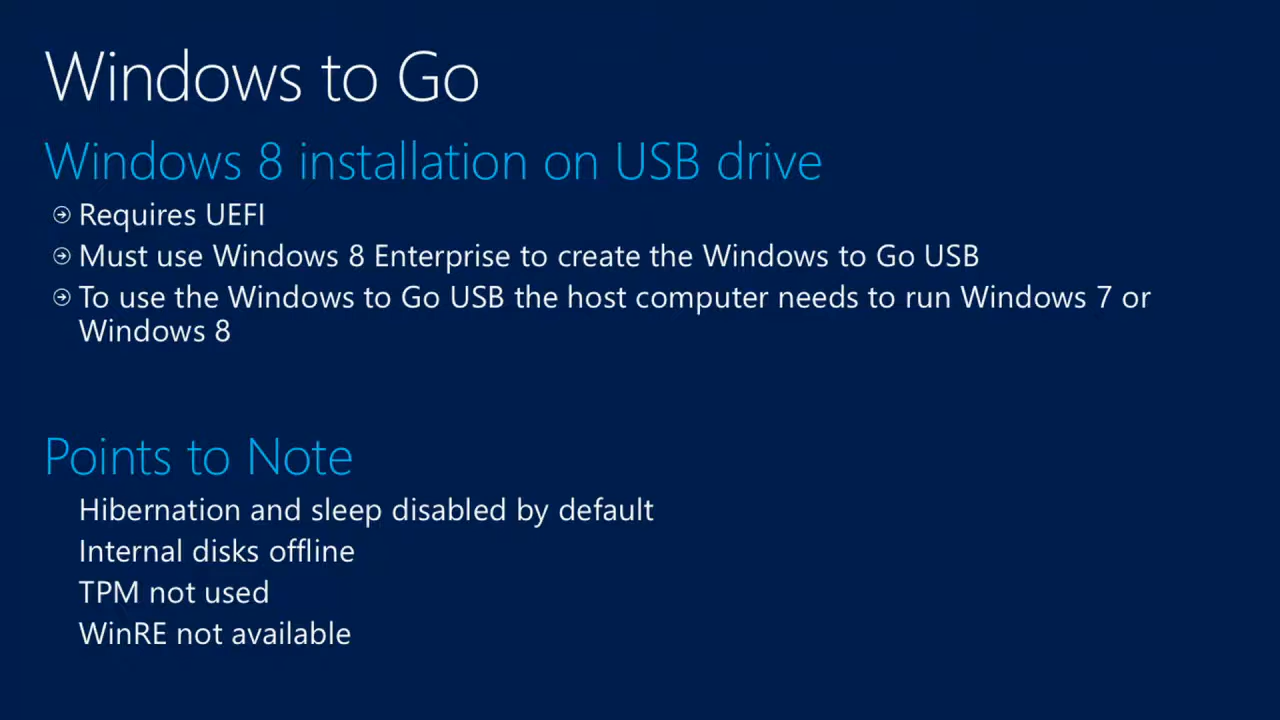 Windows to Go
Windows 8 installation on USB drive
Requires UEFI
Must use Windows 8 Enterprise to create the Windows to Go USB
To use the Windows to Go USB the host computer needs to run Windows 7 or
Windows 8
Points to Note
Hibernation and sleep disabled by default
Internal disks offline
TPM not used
WinRE not available